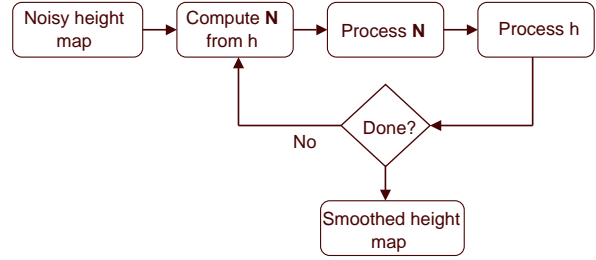 Noisy height
map
Compute N
from h
Process N
Process h
Done?
No
Smoothed height
map